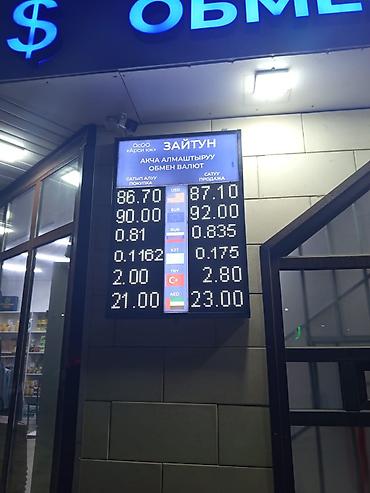 $ ОБМЕ
ОсОО «Арси юк» ЗАЙТУН
АКЧА АЛМАШТЫРУУ
ОБМЕН ВАЛЮТ
САТЫП АЛУУ САТУУ
ПОКУПКА ПРОДАЖА
86.70 USD 87.10
90.00 EUR 92.00
0.81 RUB 0.835
0.1162 KZT 0.175
2.00 TRY 2.80
21.00 AED 23.00